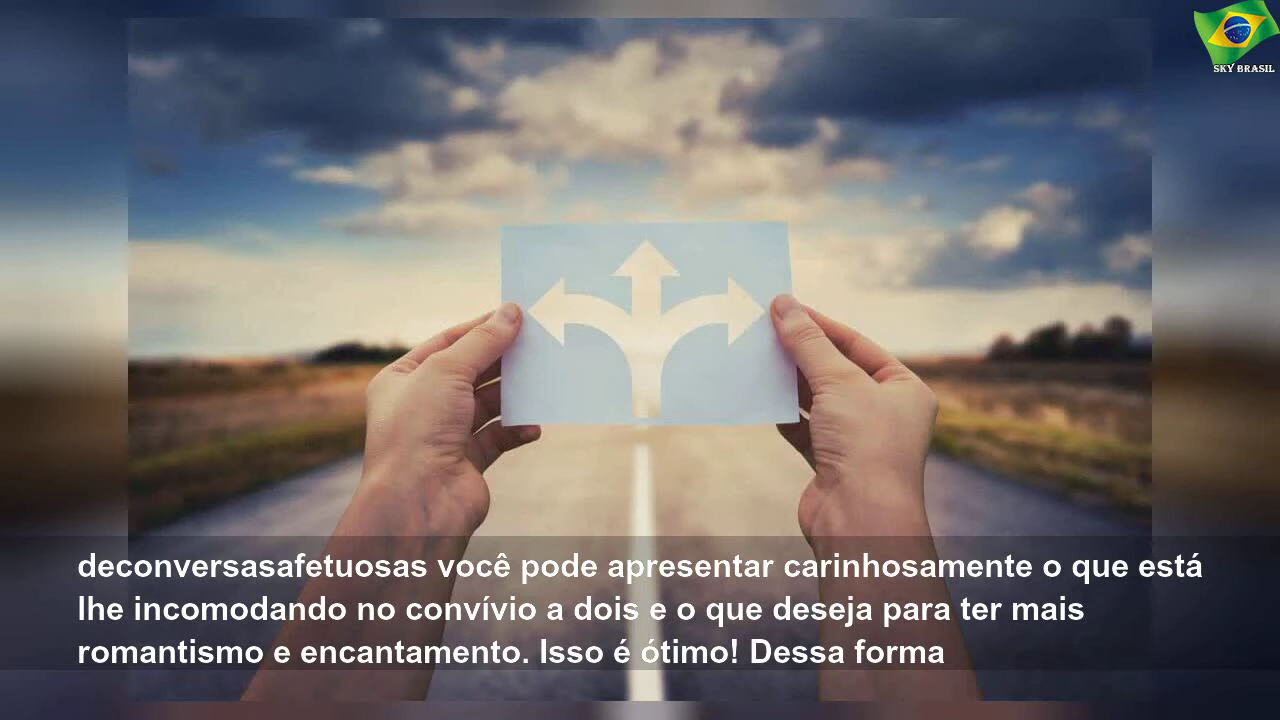 SKY BRASIL
deconversasafetuosas você pode apresentar carinhosamente o que está
lhe incomodando no convívio a dois e o que deseja para ter mais
romantismo e encantamento. Isso é ótimo! Dessa forma